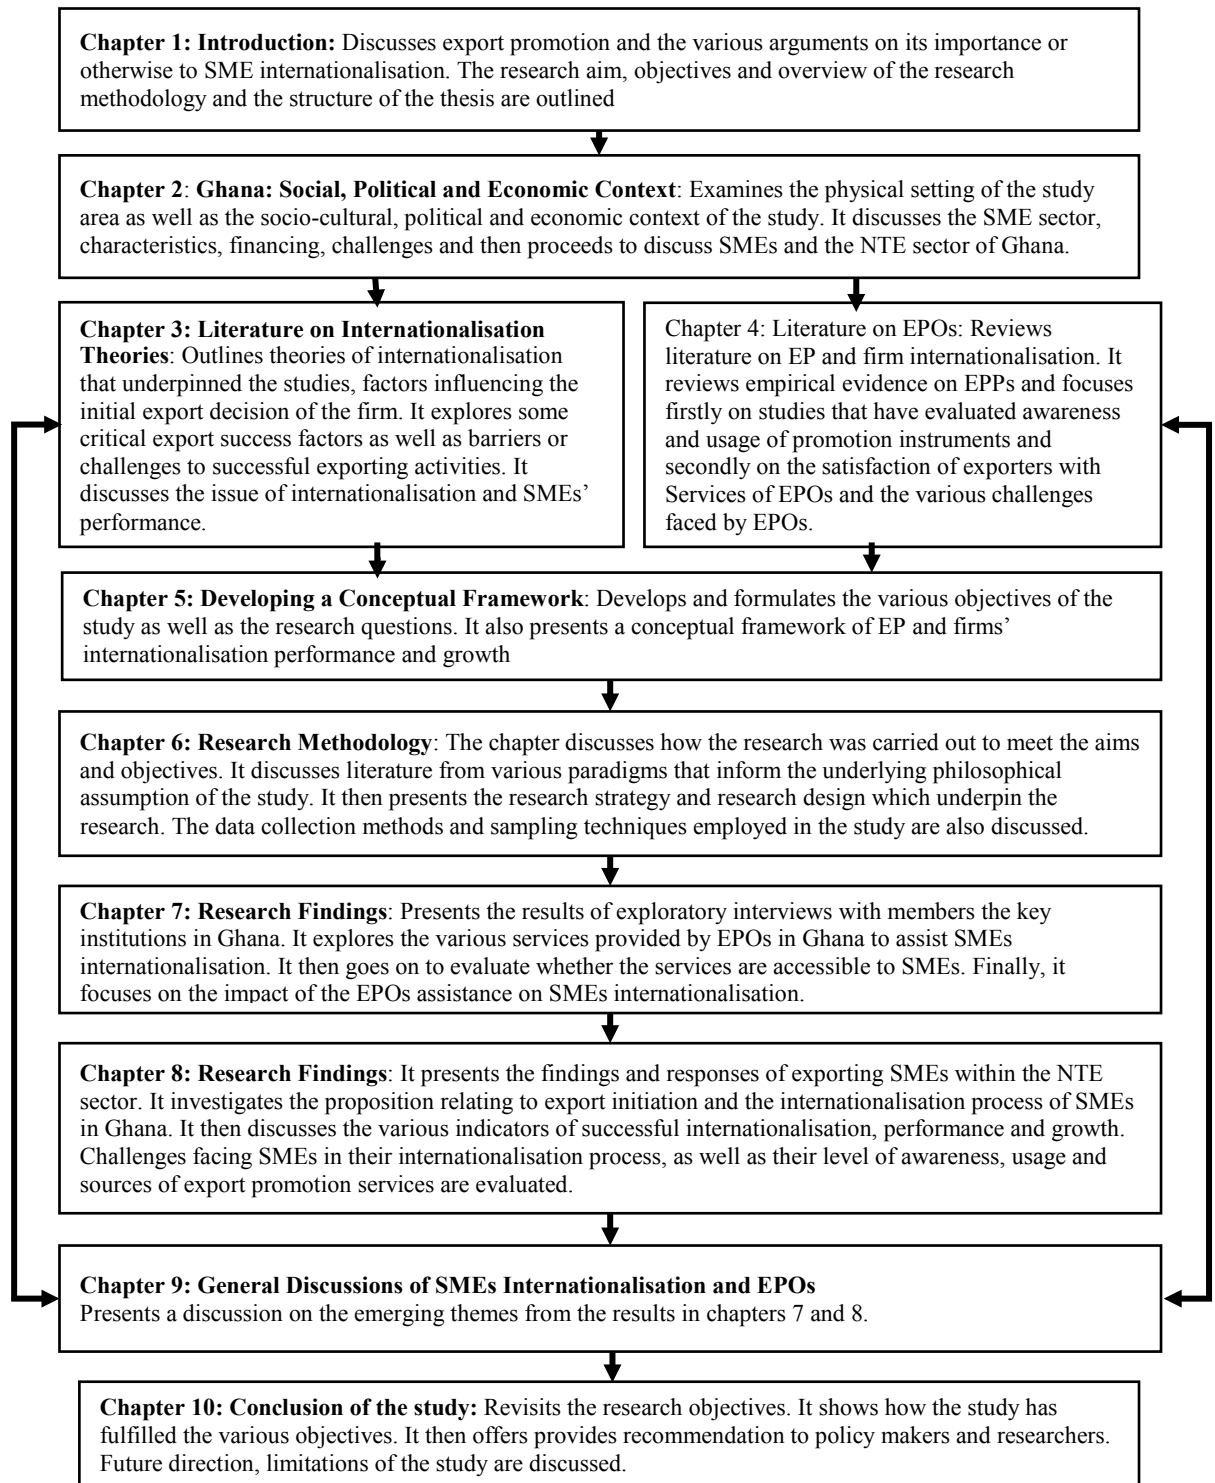 Chapter 1: Introduction: Discusses export promotion and the various arguments on its importance or
otherwise to SME internationalisation. The research aim, objectives and overview of the research
methodology and the structure of the thesis are outlined
Chapter 2: Ghana: Social, Political and Economic Context: Examines the physical setting of the study
area as well as the socio-cultural, political and economic context of the study. It discusses the SME sector,
characteristics, financing, challenges and then proceeds to discuss SMEs and the NTE sector of Ghana.
Chapter 3: Literature on Internationalisation
Theories: Outlines theories of internationalisation
that underpinned the studies, factors influencing the
initial export decision of the firm. It explores some
critical export success factors as well as barriers or
challenges to successful exporting activities. It
discusses the issue of internationalisation and SMEs'
performance.
Chapter 4: Literature on EPOs: Reviews
literature on EP and firm internationalisation. It
reviews empirical evidence on EPPs and focuses
firstly on studies that have evaluated awareness
and usage of promotion instruments and
secondly on the satisfaction of exporters with
Services of EPOs and the various challenges
faced by EPOs.
Chapter 5: Developing a Conceptual Framework: Develops and formulates the various objectives of the
study as well as the research questions. It also presents a conceptual framework of EP and firms'
internationalisation performance and growth
Chapter 6: Research Methodology: The chapter discusses how the research was carried out to meet the aims
and objectives. It discusses literature from various paradigms that inform the underlying philosophical
assumption of the study. It then presents the research strategy and research design which underpin the
research. The data collection methods and sampling techniques employed in the study are also discussed.
Chapter 7: Research Findings: Presents the results of exploratory interviews with members the key
institutions in Ghana. It explores the various services provided by EPOs in Ghana to assist SMEs
internationalisation. It then goes on to evaluate whether the services are accessible to SMEs. Finally, it
focuses on the impact of the EPOs assistance on SMEs internationalisation.
Chapter 8: Research Findings: It presents the findings and responses of exporting SMEs within the NTE
sector. It investigates the proposition relating to export initiation and the internationalisation process of SMEs
in Ghana. It then discusses the various indicators of successful internationalisation, performance and growth.
Challenges facing SMEs in their internationalisation process, as well as their level of awareness, usage and
sources of export promotion services are evaluated.
Chapter 9: General Discussions of SMEs Internationalisation and EPOs
Presents a discussion on the emerging themes from the results in chapters 7 and 8.
Chapter 10: Conclusion of the study: Revisits the research objectives. It shows how the study has
fulfilled the various objectives. It then offers provides recommendation to policy makers and researchers.
Future direction, limitations of the study are discussed.